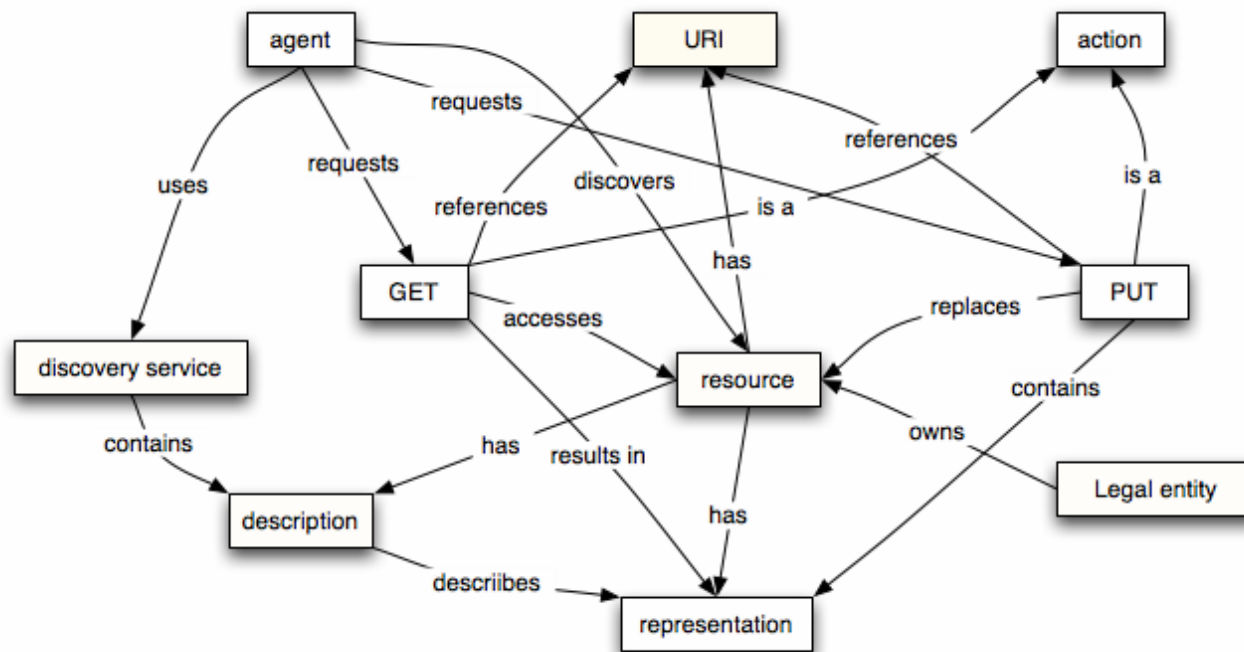 agent
URI
action
requests
references
requests
discovers
uses
is a
references
is a
has
GET
PUT
accesses
replaces
discovery service
resource
contains
contains
owns
has
results in
Legal entity
description
has
descriibes
representation